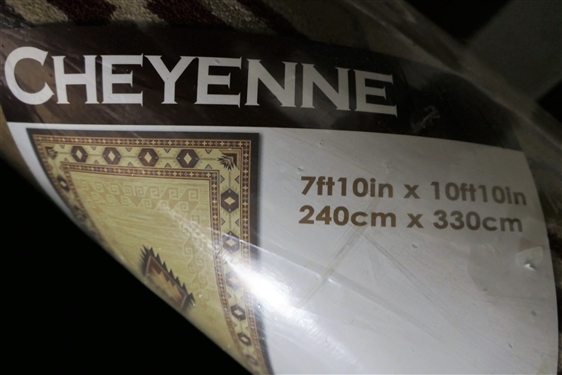 CHEYENNE
7ft10in x 10ft10in
240cm x 330cm